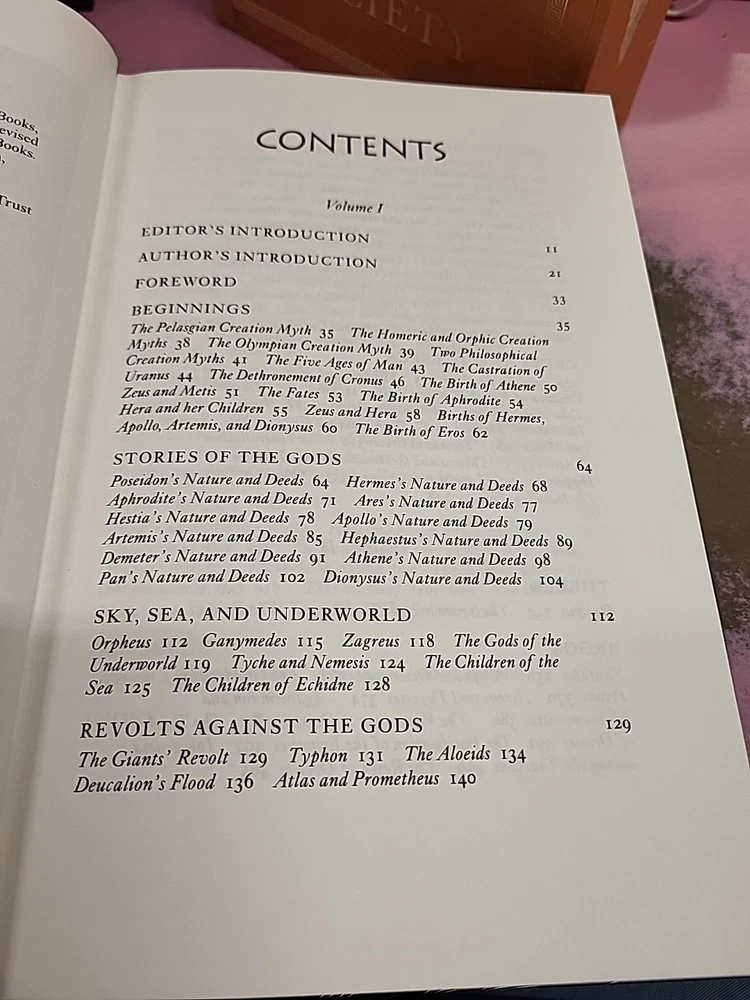 CIETY
Books,
evised
Books.
Trust
CONTENTS
Volume I
EDITOR'S INTRODUCTION 11
AUTHOR'S INTRODUCTION 21
FOREWORD 33
BEGINNINGS 35
The Pelasgian Creation Myth 35 The Homeric and Orphic Creation
Myths 38 The Olympian Creation Myth 39 Two Philosophical
Creation Myths 41 The Five Ages of Man 43 The Castration of
Uranus 44 The Dethronement of Cronus 46 The Birth of Athene 50
Zeus and Metis 51 The Fates 53 The Birth of Aphrodite 54
Hera and her Children 55 Zeus and Hera 58 Births of Hermes,
Apollo, Artemis, and Dionysus 60 The Birth of Eros 62
STORIES OF THE GODS 64
Poseidon's Nature and Deeds 64 Hermes's Nature and Deeds 68
Aphrodite's Nature and Deeds 71 Ares's Nature and Deeds 77
Hestia's Nature and Deeds 78 Apollo's Nature and Deeds 79
Artemis's Nature and Deeds 85 Hephaestus's Nature and Deeds 89
Demeter's Nature and Deeds 91 Athene's Nature and Deeds 98
Pan's Nature and Deeds 102 Dionysus's Nature and Deeds 104
SKY, SEA, AND UNDERWORLD 112
Orpheus 112 Ganymedes 115 Zagreus 118 The Gods of the
Underworld 119 Tyche and Nemesis 124 The Children of the
Sea 125 The Children of Echidne 128
REVOLTS AGAINST THE GODS 129
The Giants' Revolt 129 Typhon 131 The Aloeids 134
Deucalion's Flood 136 Atlas and Prometheus 140